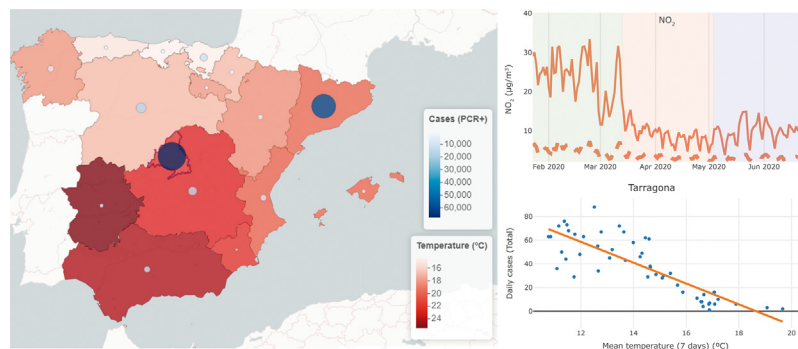 Cases (PCR+)
10,000
20,000
30,000
40,000
50,000
60,000
Temperature (°C)
16
18
20
22
24
NO₂
NO₂ (µg/m³)
40
30
20
10
Feb 2020
Mar 2020
Apr 2020
May 2020
Jun 2020
Tarragona
Daily cases (Total)
80
60
40
20
0
12
14
16
18
20
Mean temperature (7 days) (ºC)